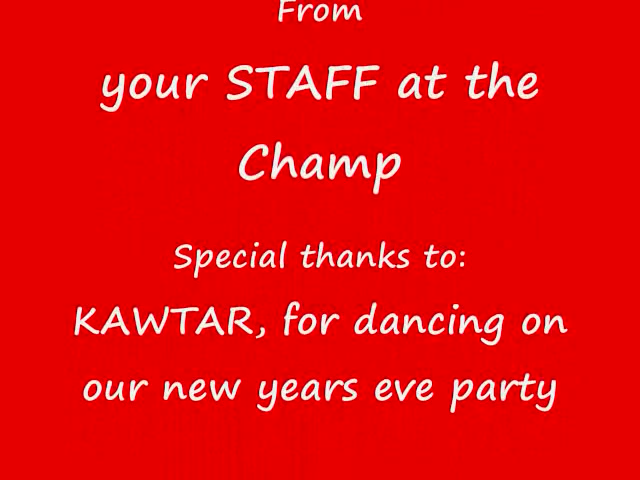 From
your STAFF at the
Champ
Special thanks to:
KAWTAR, for dancing on
our new years eve party